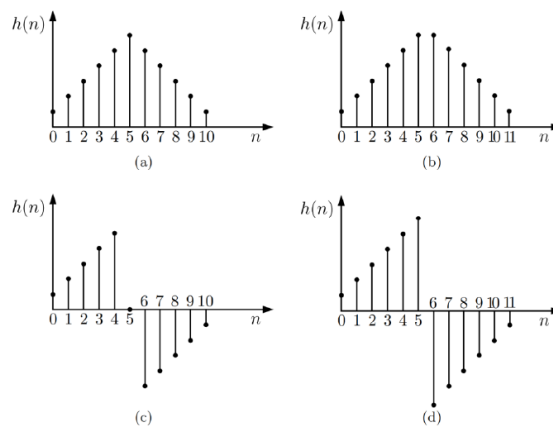 h(n)
0 1 2 3 4 5 6 7 8 9 10 n
(a)
h(n)
0 1 2 3 4 5 6 7 8 9 10 11 n
(b)
h(n)
6 7 8 9 10
0 1 2 3 4 5 n
(c)
h(n)
6 7 8 9 10 11
0 1 2 3 4 5 n
(d)